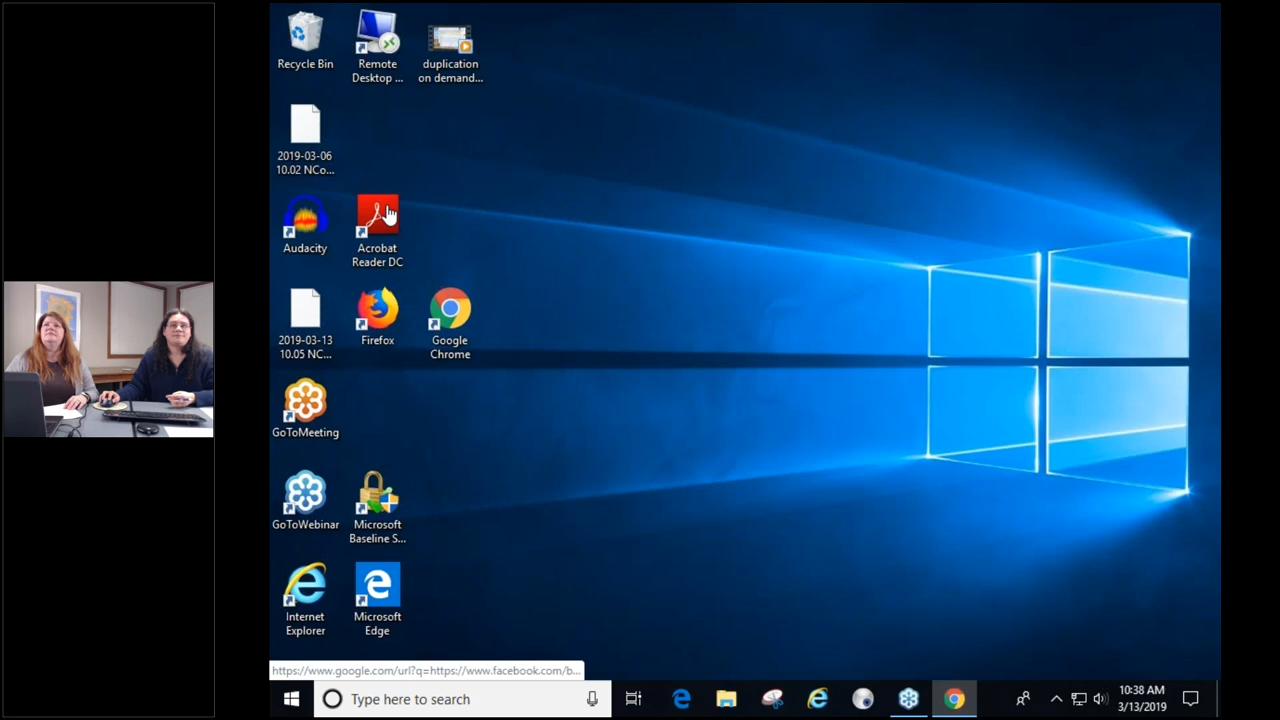 Recycle Bin
Remote
Desktop ...
duplication
on demand...
2019-03-06
10.02 NCo...
Audacity
Acrobat
Reader DC
2019-03-13
10.05 NC...
Firefox
Google
Chrome
GoToMeeting
GoToWebinar
Microsoft
Baseline S...
Internet
Explorer
Microsoft
Edge
https://www.google.com/url?q=https://www.facebook.com/b...
Type here to search
10:38 AM
3/13/2019